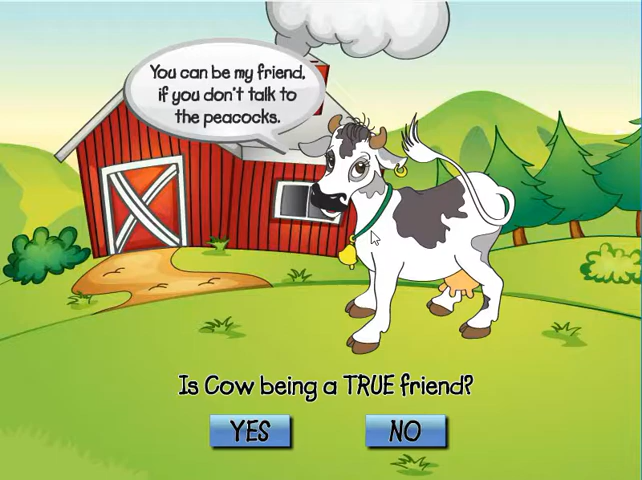 You can be my friend,
if you don't talk to
the peacocks.
Is Cow being a TRUE friend?
YES
NO